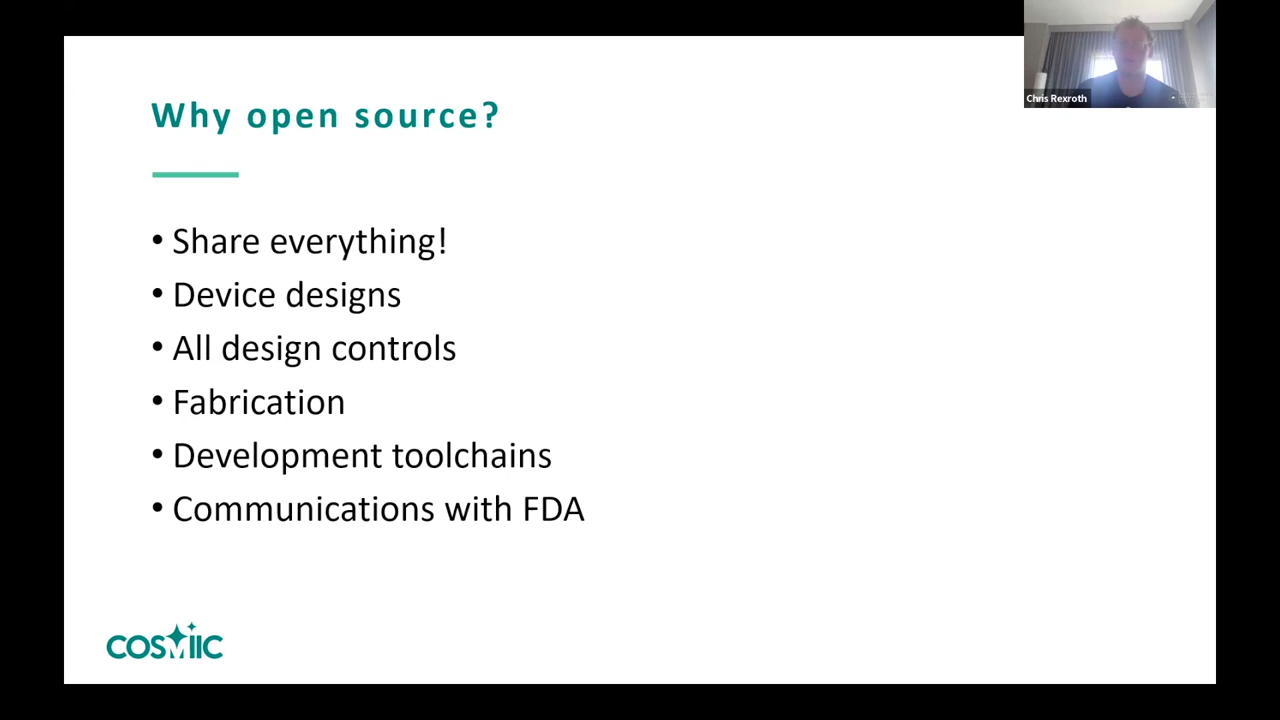 Chris Rexroth
Why open source?
• Share everything!
• Device designs
• All design controls
• Fabrication
• Development toolchains
• Communications with FDA
COSMIIC